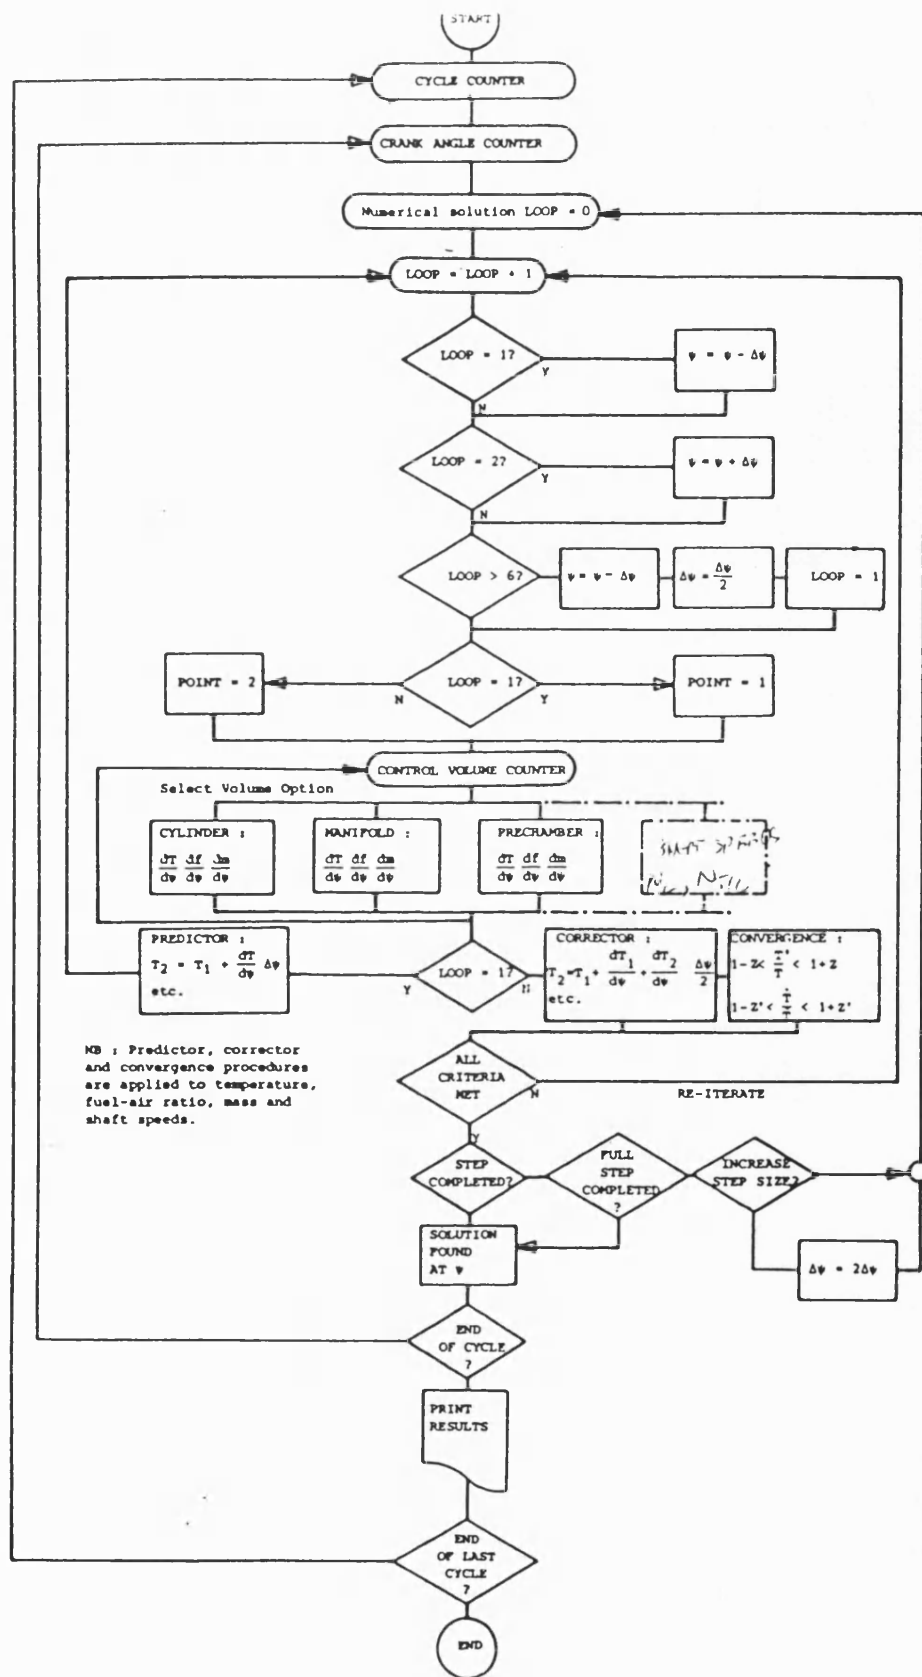 START
CYCLE COUNTER
CRANK ANGLE COUNTER
Numerical solution LOOP = 0
LOOP = LOOP + 1
LOOP = 1?
Y
N
ψ = ψ - Δψ
LOOP = 2?
Y
N
ψ = ψ + Δψ
LOOP > 6?
ψ = ψ - Δψ
Δψ = Δψ/2
LOOP = 1
POINT = 2
N
LOOP = 1?
Y
POINT = 1
CONTROL VOLUME COUNTER
Select Volume Option
CYLINDER :
dT/dψ df/dψ dm/dψ
MANIFOLD :
dT/dψ df/dψ dm/dψ
PRECHAMBER :
dT/dψ df/dψ dm/dψ
PREDICTOR :
T2 = T1 + dT/dψ Δψ
etc.
Y
LOOP = 1?
N
CORRECTOR :
T2=T1+ dT1/dψ + dT2/dψ Δψ/2
etc.
CONVERGENCE :
1-Z< T'/T < 1+Z
1-Z'< Ṫ'/Ṫ < 1+Z'
NB : Predictor, corrector
and convergence procedures
are applied to temperature,
fuel-air ratio, mass and
shaft speeds.
ALL
CRITERIA
MET
N
Y
RE-ITERATE
STEP
COMPLETED?
FULL
STEP
COMPLETED
?
INCREASE
STEP SIZE?
SOLUTION
FOUND
AT ψ
Δψ = 2Δψ
END
OF CYCLE
?
PRINT
RESULTS
END
OF LAST
CYCLE
?
END